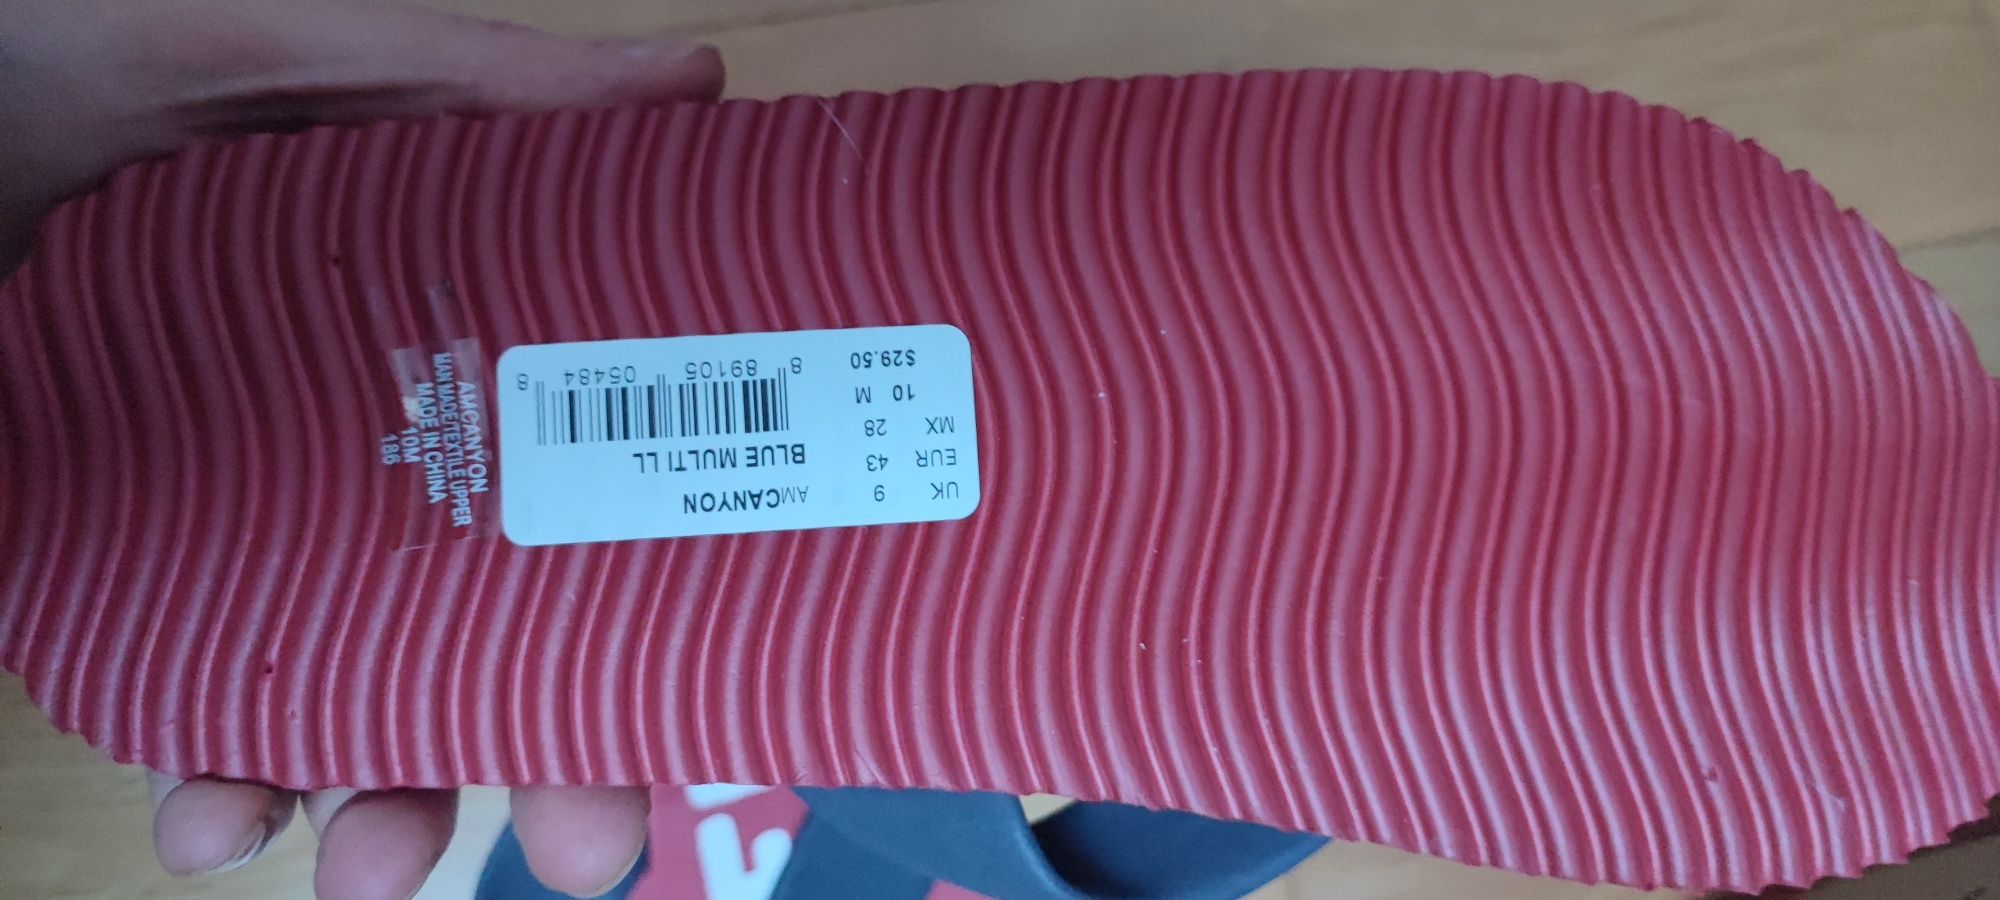 UK 9 AMCANYON
EUR 43 BLUE MULTI LL
MX 28
10 M
$29.50
8 89105 05484 8
AMCANYON
MAN MADE/TEXTILE UPPER
MADE IN CHINA
10M
186